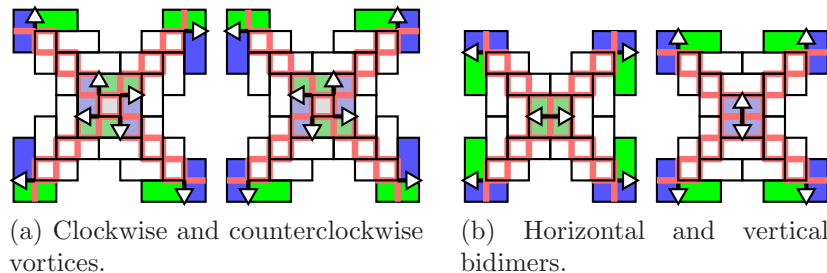 (a) Clockwise and counterclockwise
vortices.
(b) Horizontal and vertical
bidimers.